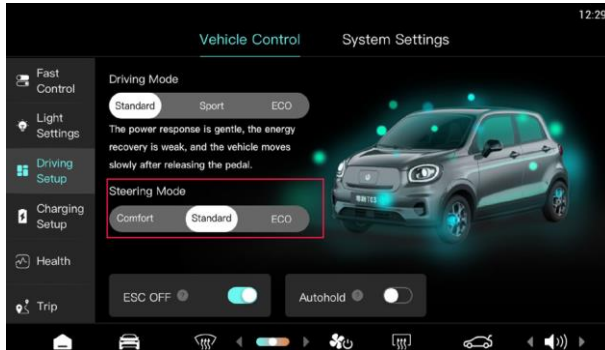 12:29
Vehicle Control
System Settings
Fast
Control
Light
Settings
Driving
Setup
Charging
Setup
Health
Trip
Driving Mode
Standard
Sport
ECO
The power response is gentle, the energy
recovery is weak, and the vehicle moves
slowly after releasing the pedal.
Steering Mode
Comfort
Standard
ECO
ESC OFF
Autohold